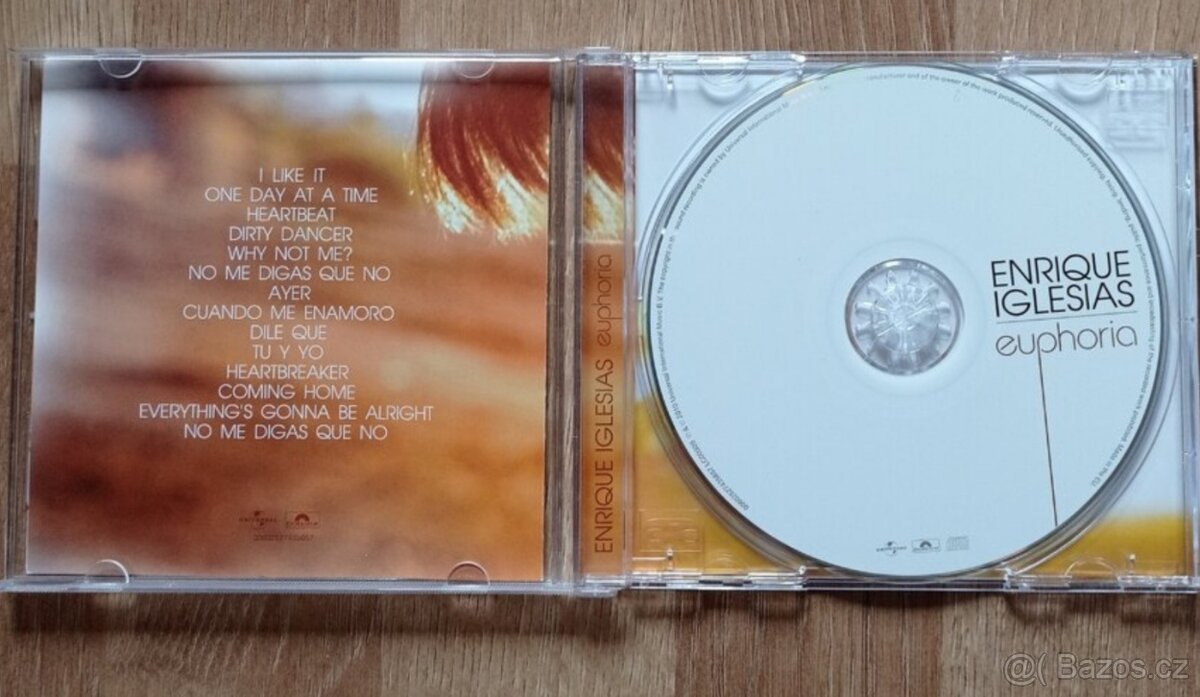 I LIKE IT
ONE DAY AT A TIME
HEARTBEAT
DIRTY DANCER
WHY NOT ME?
NO ME DIGAS QUE NO
AYER
CUANDO ME ENAMORO
DILE QUE
TU Y YO
HEARTBREAKER
COMING HOME
EVERYTHING'S GONNA BE ALRIGHT
NO ME DIGAS QUE NO
UNIVERSAL
ENRIQUE IGLESIAS euphoria
ENRIQUE
IGLESIAS
euphoria
@( Bazos.cz